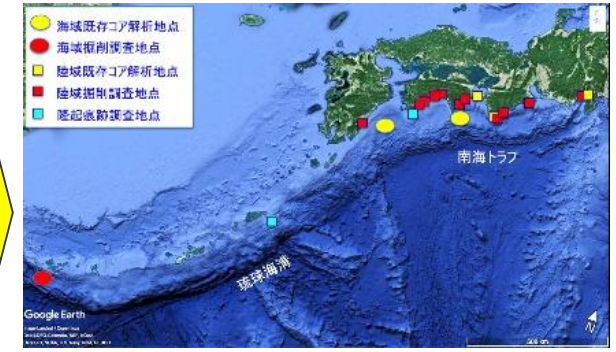 海域既存コア解析地点
海域掘削調査地点
陸域既存コア解析地点
陸域掘削調査地点
隆起痕跡調査地点
南海トラフ
琉球海溝
Google Earth
N
500 km